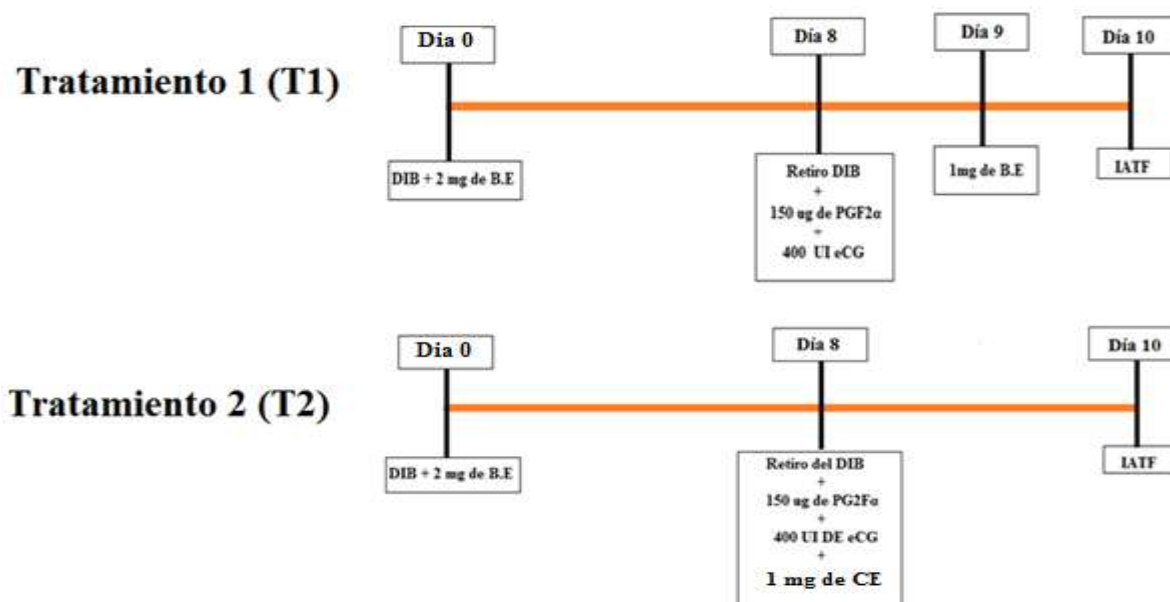 Dia 0
Día 8
Día 9
Día 10
Tratamiento 1 (T1)
DIB + 2 mg de B.E
Retiro DIB
+
150 ug de PGF2α
+
400 UI eCG
1mg de B.E
IATF
Dia 0
Día 8
Día 10
Tratamiento 2 (T2)
DIB + 2 mg de B.E
Retiro del DIB
+
150 ug de PG2Fα
+
400 UI DE eCG
+
1 mg de CE
IATF